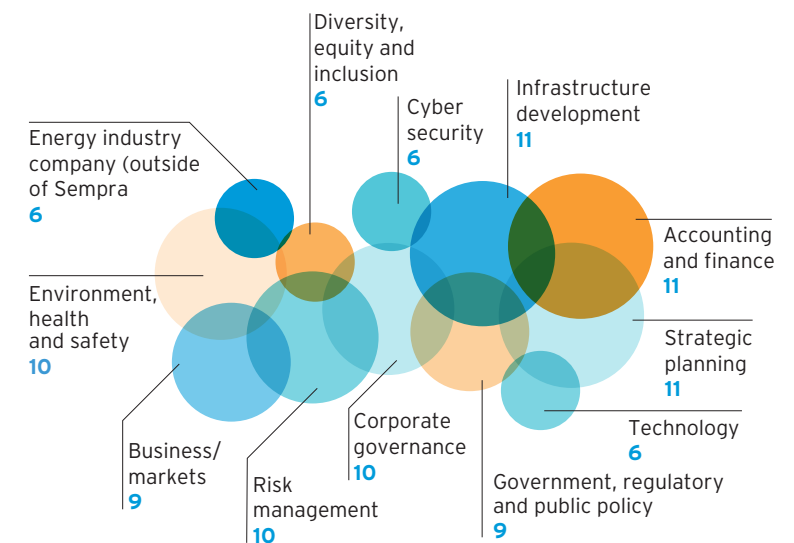 Diversity,
equity and
inclusion
6
Infrastructure
development
11
Cyber
security
6
Energy industry
company (outside
of Sempra
6
Accounting
and finance
11
Environment,
health
and safety
10
Strategic
planning
11
Technology
6
Corporate
governance
10
Business/
markets
9
Risk
management
10
Government, regulatory
and public policy
9